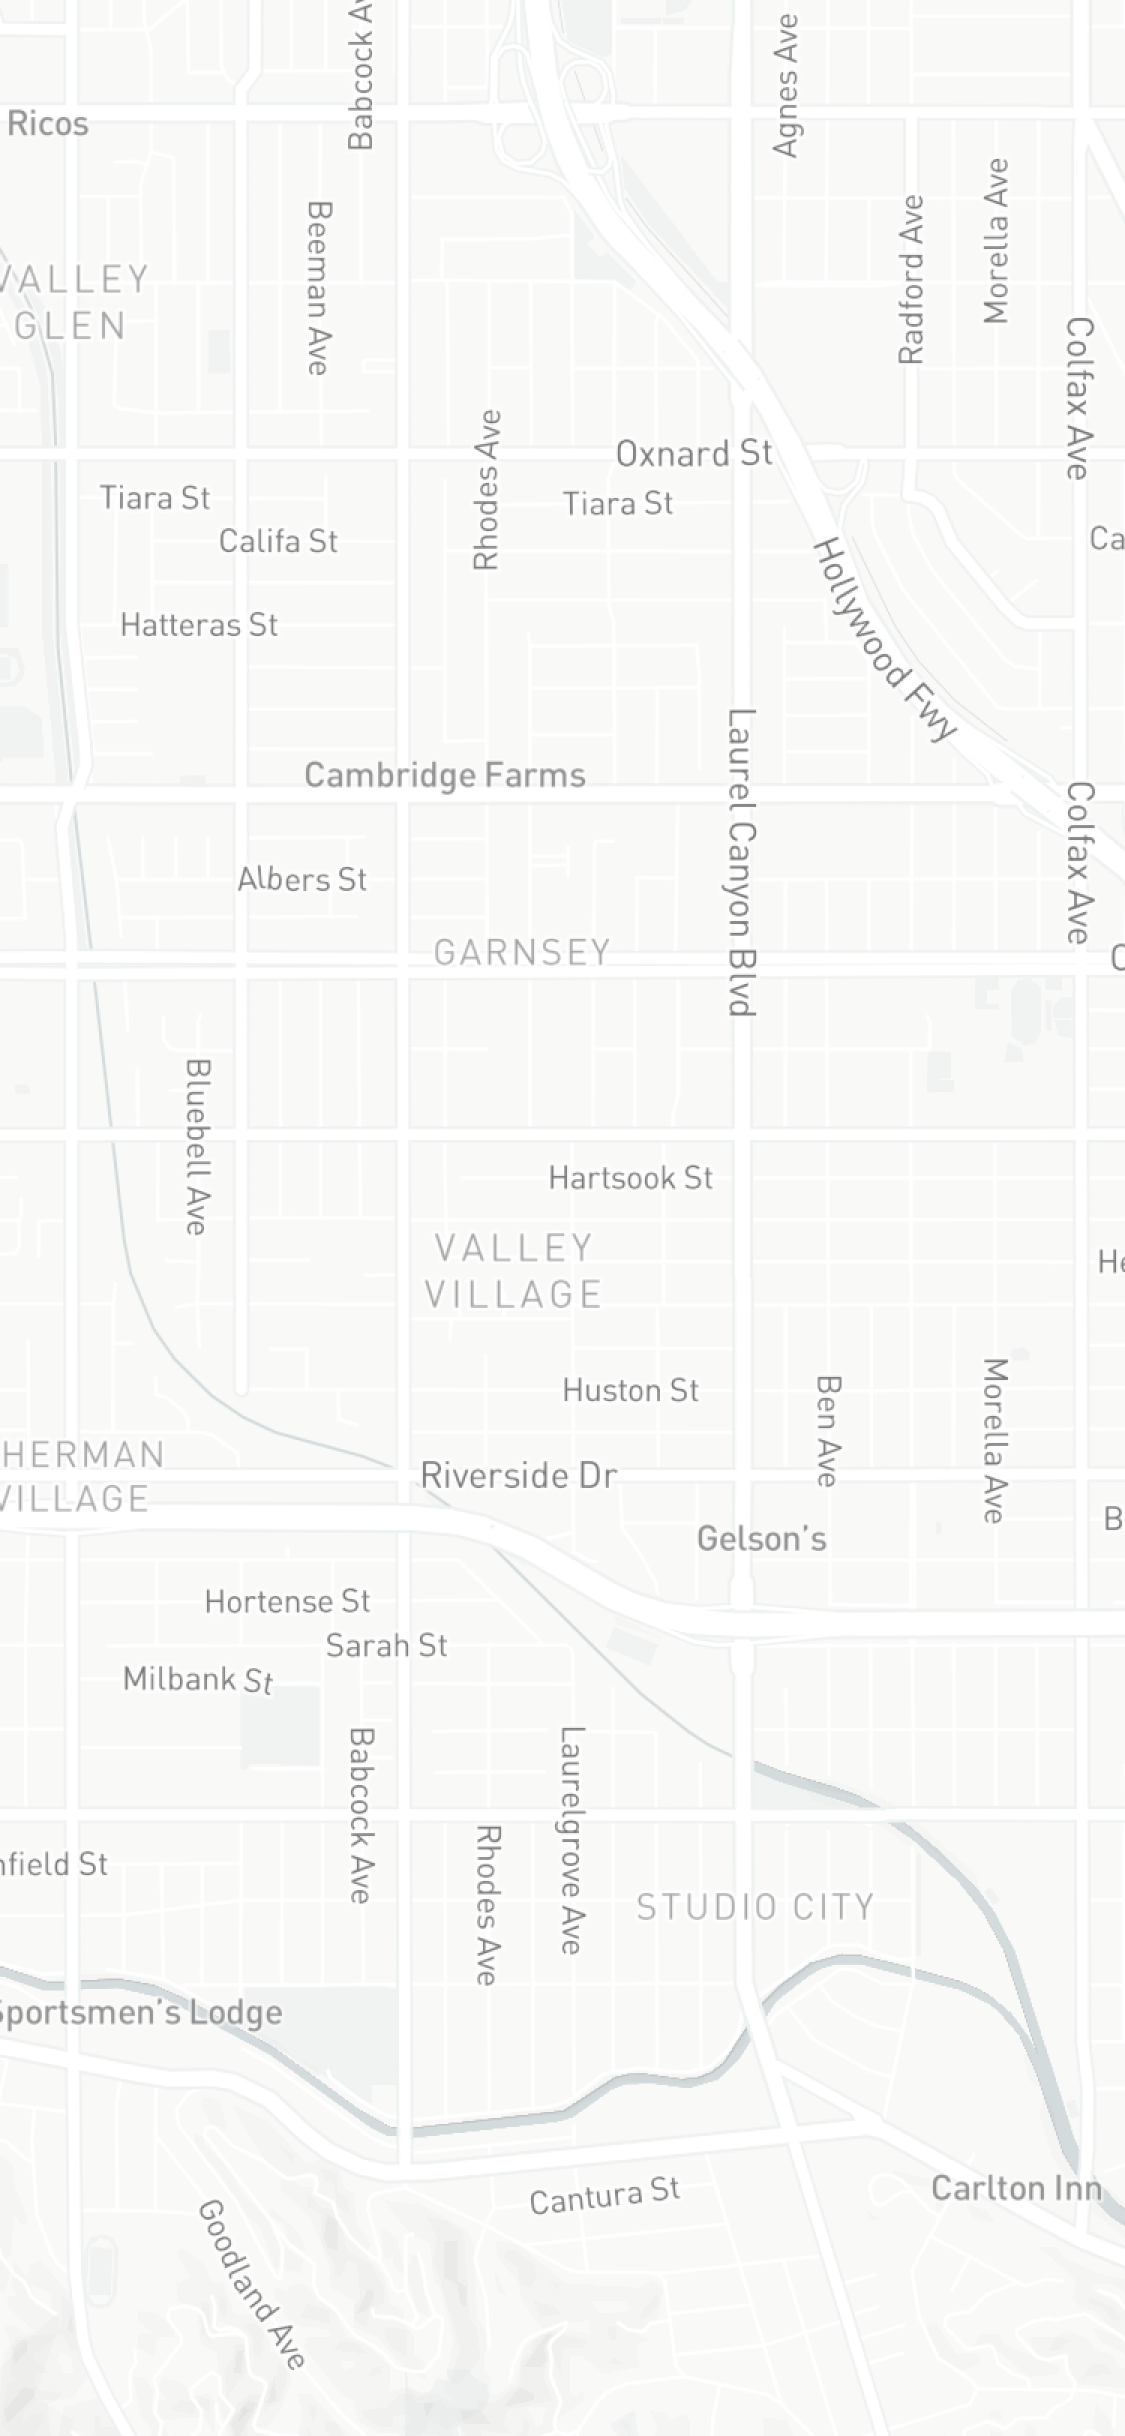 Babcock A
Agnes Ave
Ricos
Beeman Ave
Morella Ave
Radford Ave
VALLEY
GLEN
Colfax Ave
Rhodes Ave
Oxnard St
Tiara St
Tiara St
Califa St
Ca
Hollywood Fwy
Hatteras St
Laurel Canyon Blvd
Cambridge Farms
Colfax Ave
Albers St
GARNSEY
C
Bluebell Ave
Hartsook St
VALLEY
VILLAGE
He
Huston St
Ben Ave
Morella Ave
HERMAN
VILLAGE
Riverside Dr
B
Gelson's
Hortense St
Sarah St
Milbank St
Babcock Ave
Laurelgrove Ave
Rhodes Ave
nfield St
STUDIO CITY
Sportsmen's Lodge
Cantura St
Carlton Inn
Goodland Ave